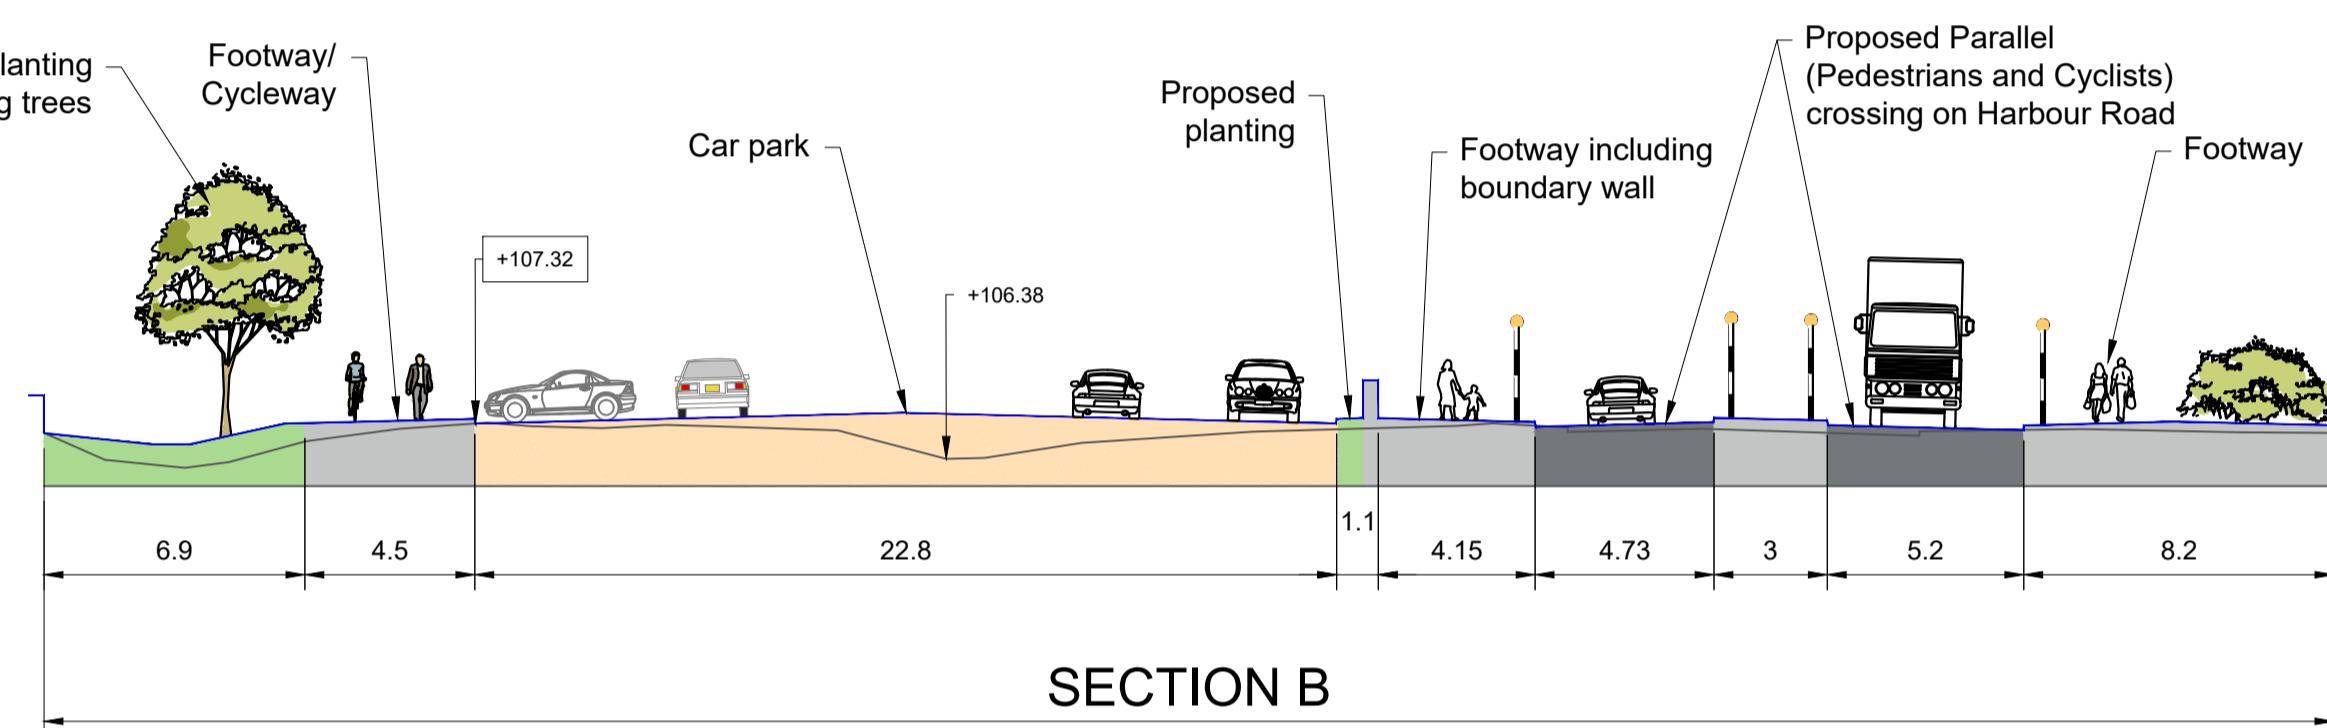 lanting
g trees
Footway/
Cycleway
Car park
+107.32
+106.38
Proposed
planting
Footway including
boundary wall
Proposed Parallel
(Pedestrians and Cyclists)
crossing on Harbour Road
Footway
6.9
4.5
22.8
1.1
4.15
4.73
3
5.2
8.2
SECTION B